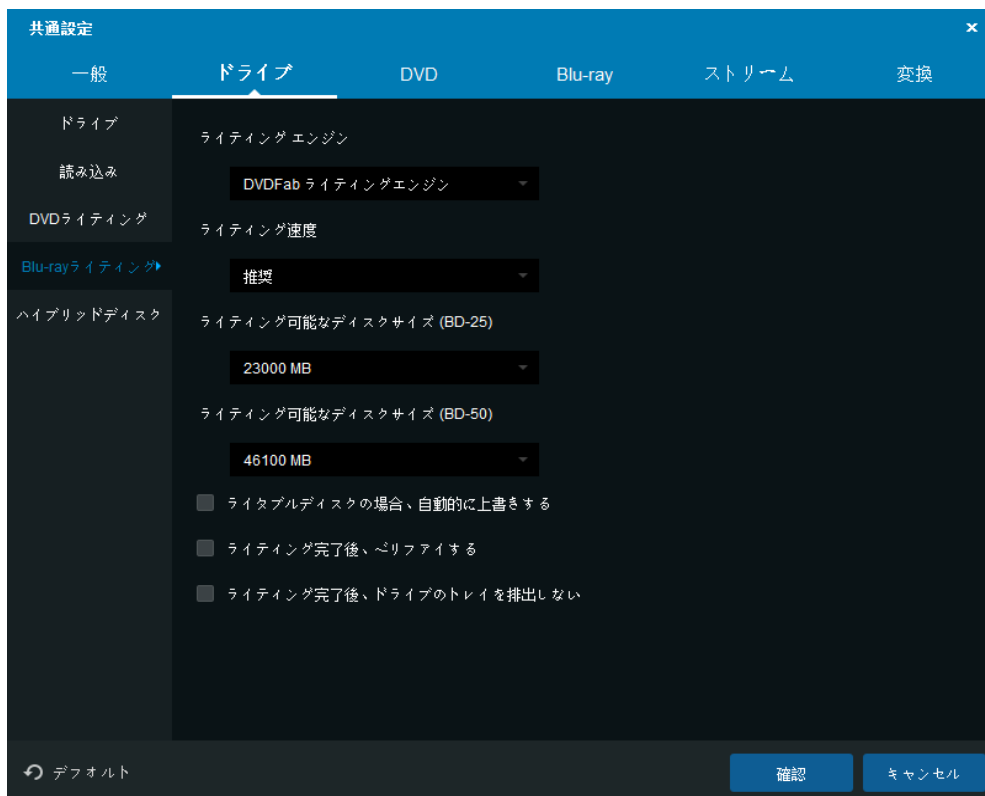 共通設定
一般 ドライブ DVD Blu-ray ストリーム 変換
ドライブ
読み込み
DVDライティング
Blu-rayライティング
ハイブリッドディスク
ライティング エンジン
DVDFab ライティングエンジン
ライティング速度
推奨
ライティング可能なディスクサイズ (BD-25)
23000 MB
ライティング可能なディスクサイズ (BD-50)
46100 MB
ライタブルディスクの場合、自動的に上書きする
ライティング完了後、ベリファイする
ライティング完了後、ドライブのトレイを排出しない
デフォルト
確認 キャンセル